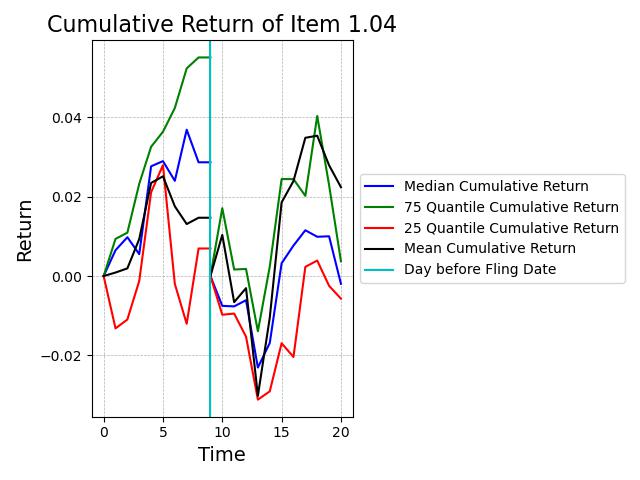 Cumulative Return of Item 1.04
Return
0.04
0.02
0.00
−0.02
0
5
10
15
20
Time
Median Cumulative Return
75 Quantile Cumulative Return
25 Quantile Cumulative Return
Mean Cumulative Return
Day before Fling Date